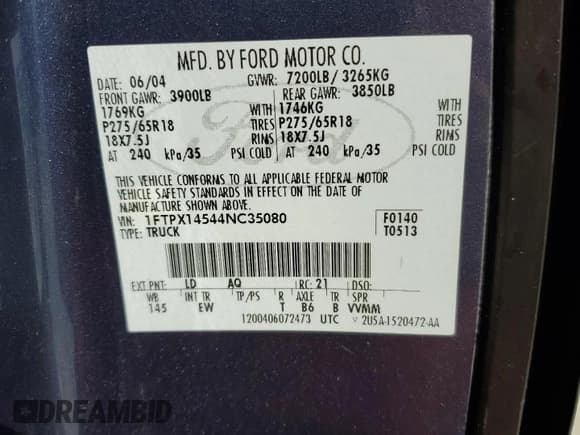 MFD. BY FORD MOTOR CO.
DATE: 06/04 GVWR: 7200LB/ 3265KG
FRONT GAWR: 3900LB REAR GAWR: 3850LB
1769KG WITH 1746KG WITH
P275/65R18 TIRES P275/65R18 TIRES
18X7.5J RIMS 18X7.5J RIMS
AT 240 kPa/35 PSI COLD AT 240 kPa/35 PSI COLD
Ford
THIS VEHICLE CONFORMS TO ALL APPLICABLE FEDERAL MOTOR
VEHICLE SAFETY STANDARDS IN EFFECT ON THE DATE OF
MANUFACTURE SHOWN ABOVE.
VIN: 1FTPX14544NC35080 F0140
TYPE: TRUCK T0513
EXT PNT: LD AQ RC: 21 DSO:
WB INT TR TP/PS R AXLE TR SPR
145 EW T B6 B VVMM
1200406072473 UTC 2U5A-1520472-AA
DREAMBID